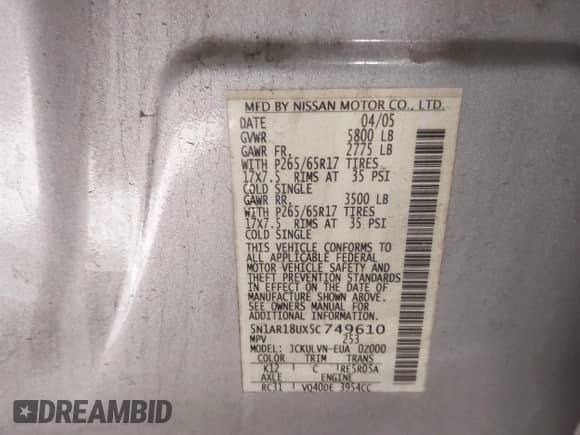 MFD BY NISSAN MOTOR CO., LTD.
DATE 04/05
GVWR 5800 LB
GAWR FR, 2775 LB
WITH P265/65R17 TIRES
17X7.5 RIMS AT 35 PSI
COLD SINGLE
GAWR RR. 3500 LB
WITH P265/65R17 TIRES
17X7.5 RIMS AT 35 PSI
COLD SINGLE
THIS VEHICLE CONFORMS TO
ALL APPLICABLE FEDERAL
MOTOR VEHICLE SAFETY AND
THEFT PREVENTION STANDARDS
IN EFFECT ON THE DATE OF
MANUFACTURE SHOWN ABOVE.
SEE OWNERS MANUAL FOR
ADDITIONAL INFORMATION.
5N1AR18UX5C749610
MPV 253
MODEL: JCKULVN-EUA 02000
COLOR TRIM TRANS
K12 C RE5R05A
AXLE ENGINE
RC31 VQ40DE 3954CC
DREAMBID